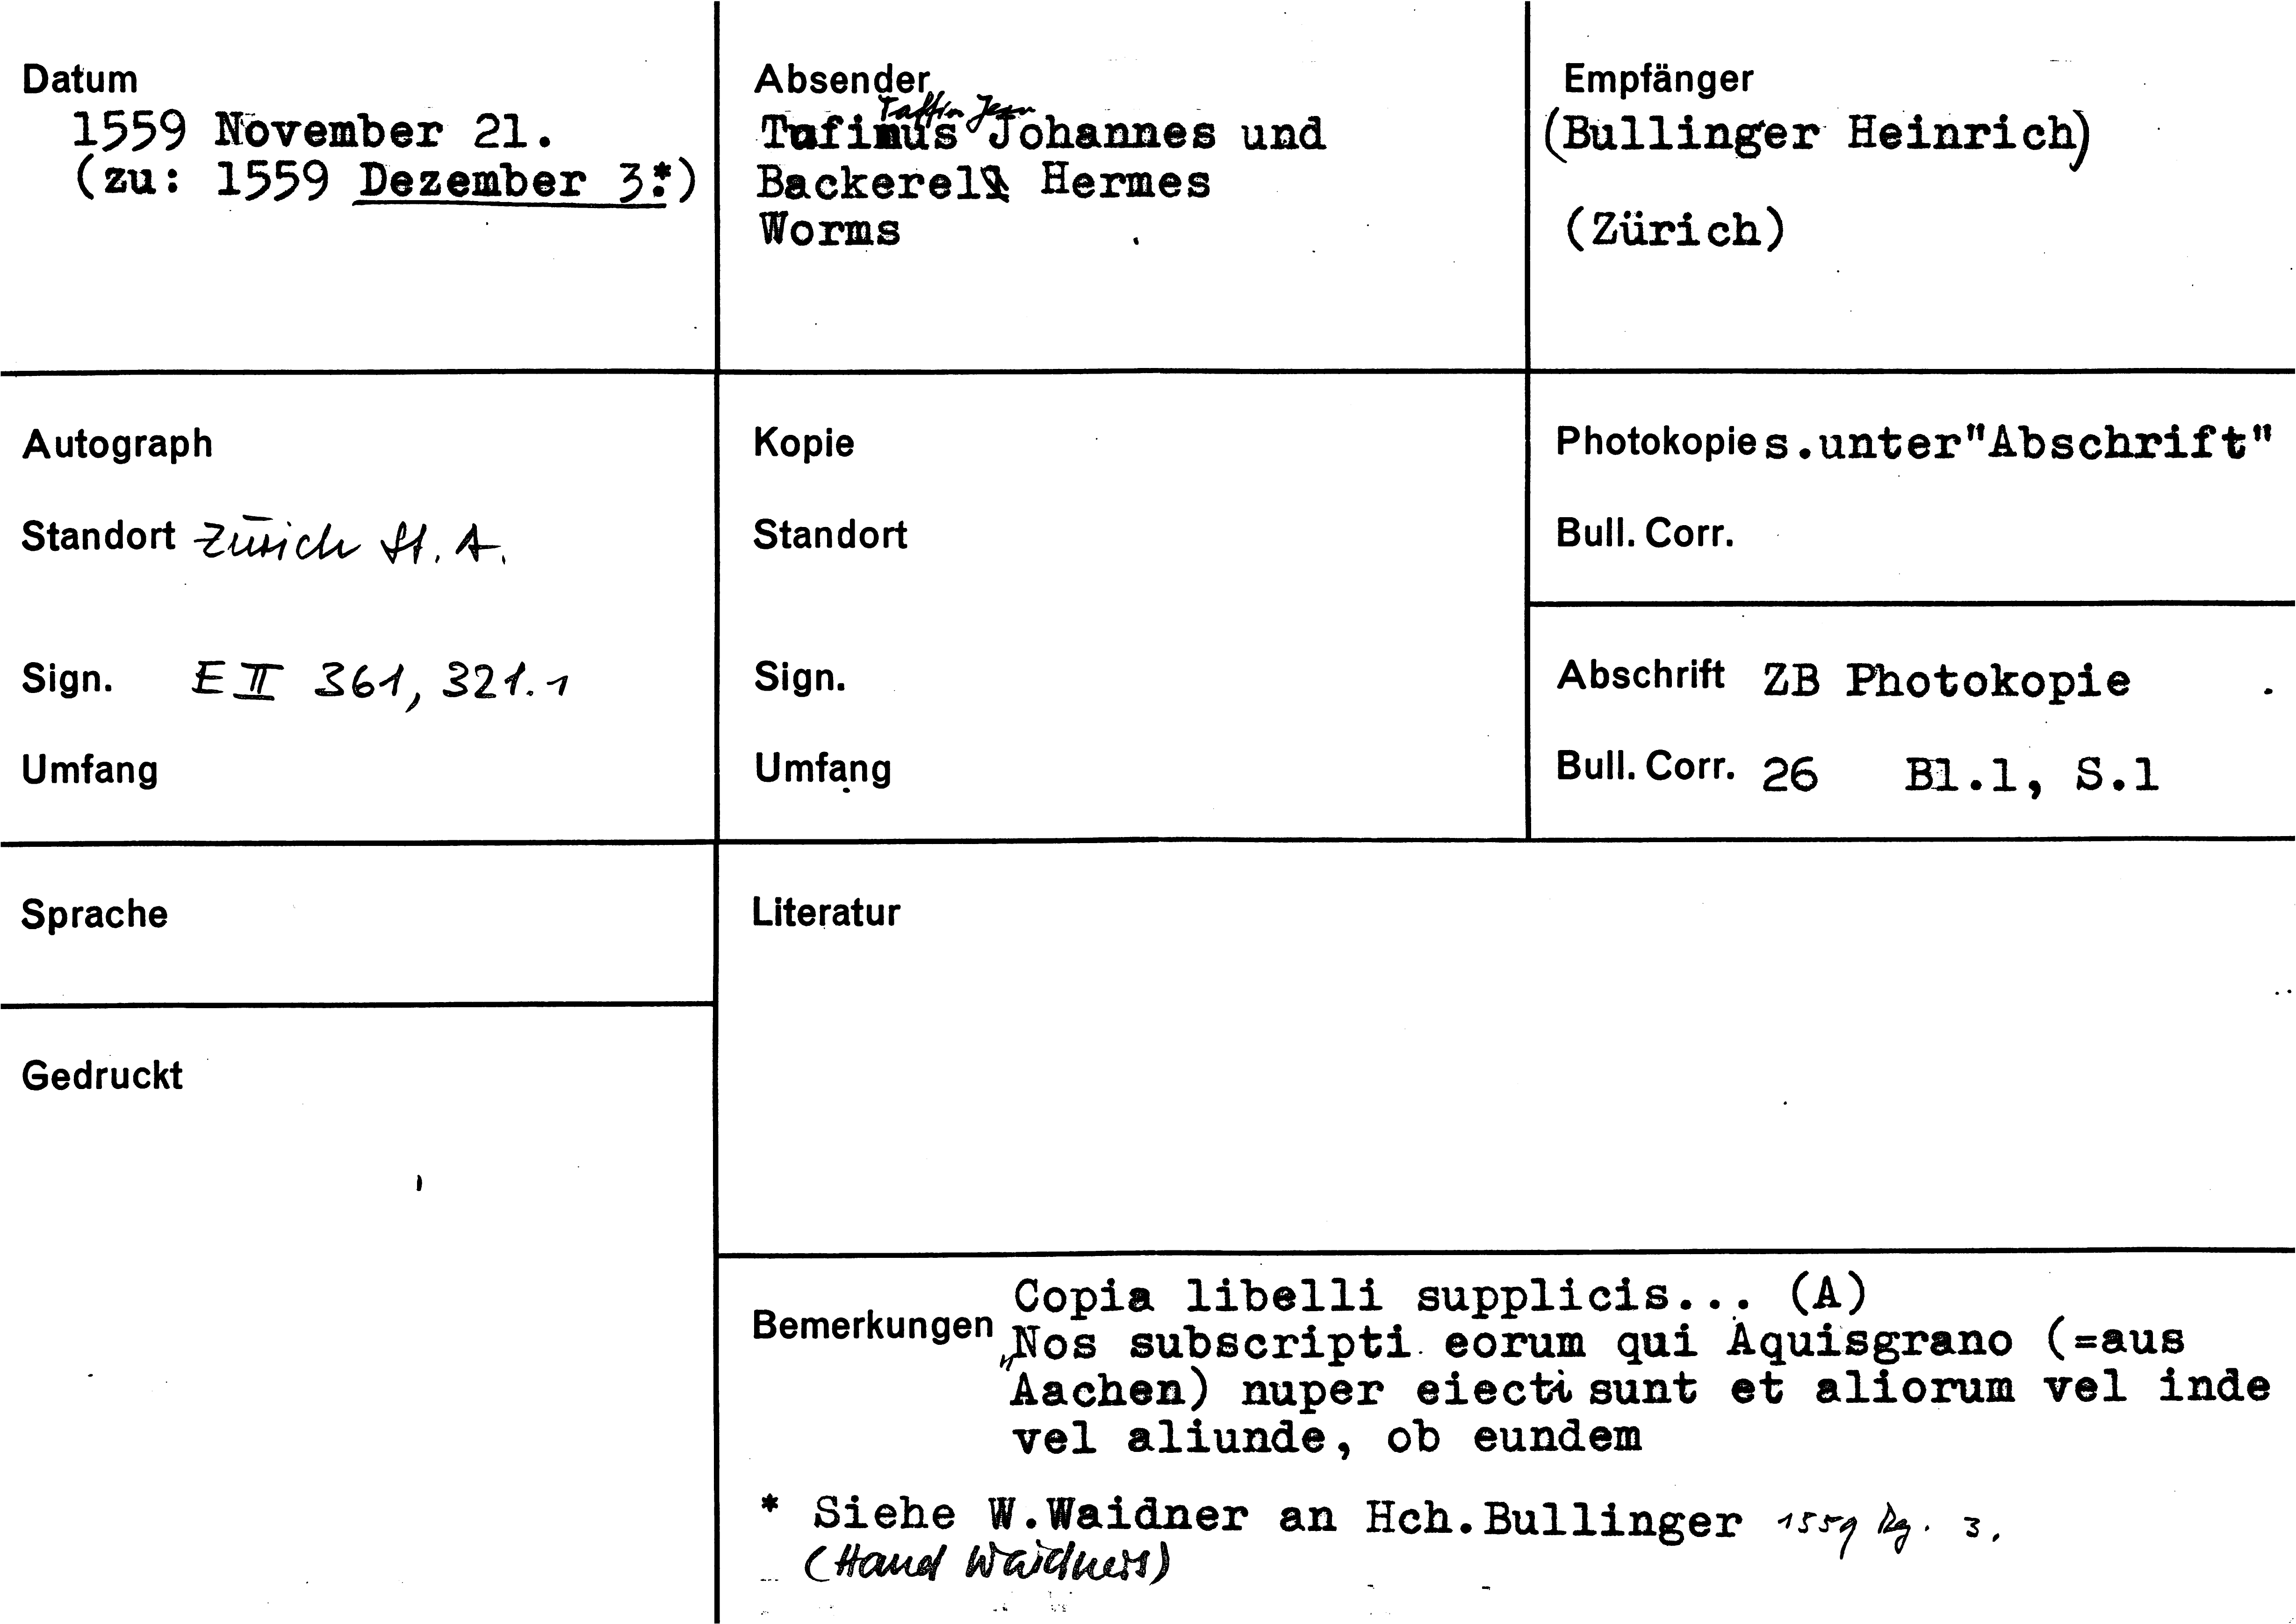 Datum
1559 November 21.
(zu: 1559 Dezember 3.*)
Absender
Taffin Jean
Tafinus Johannes und
Backerell Hermes
Worms
Empfänger
(Bullinger Heinrich)
(Zürich)
Autograph
Standort Zürich St. A.
Sign. E II 361, 321.1
Umfang
Kopie
Standort
Sign.
Umfang
Photokopie s.unter"Abschrift"
Bull. Corr.
Abschrift ZB Photokopie
Bull. Corr. 26 Bl.1, S.1
Sprache
Gedruckt
Literatur
Bemerkungen
Copia libelli supplicis... (A)
"Nos subscripti eorum qui Aquisgrano (=aus
Aachen) nuper eiecti sunt et aliorum vel inde
vel aliunde, ob eundem
* Siehe W.Waidner an Hch.Bullinger 1559 3.
(Hand Waidners)